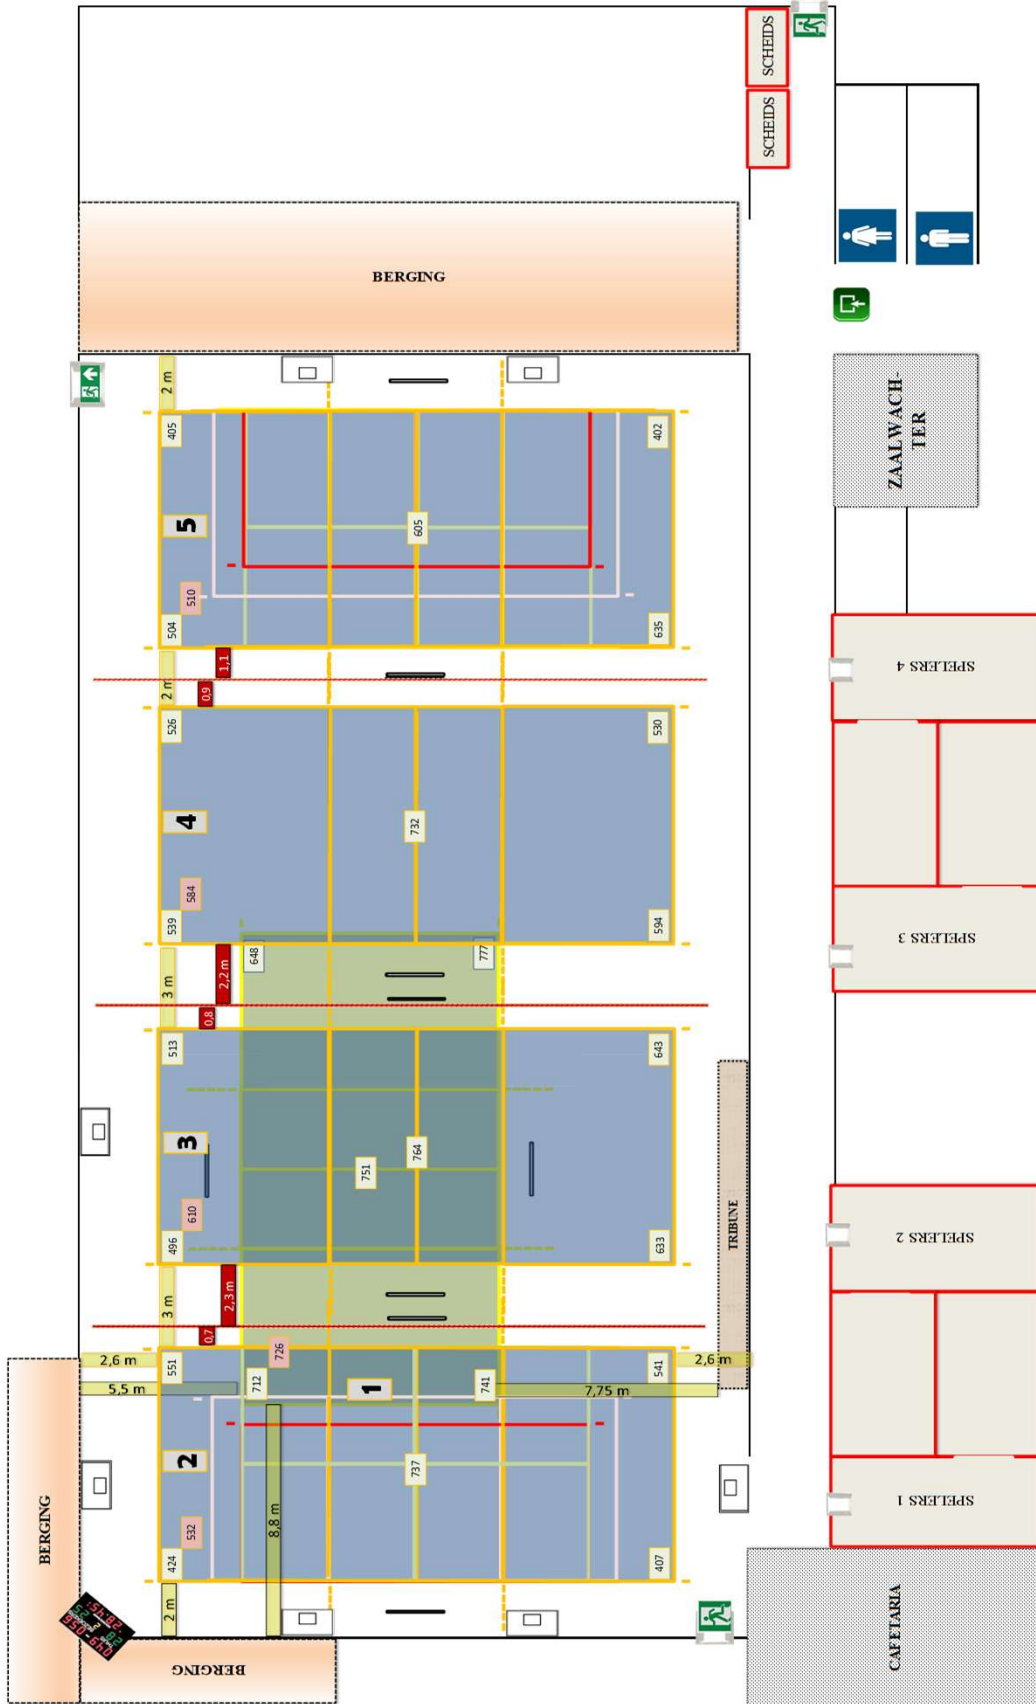 SCHEIDS
SCHEIDS
BERGING
2 m
405
402
5
605
510
504
635
ZAALWACH-
TER
1,1
2 m
0,9
526
530
4
732
584
539
594
SPELERS 4
648
777
3 m
2,2 m
0,8
SPELERS 3
513
643
3
764
751
610
496
633
TRIBUNE
SPELERS 2
3 m
2,3 m
0,7
2,6 m
551
726
541
2,6 m
5,5 m
712
1
741
7,75 m
2
737
8,8 m
532
424
407
SPELERS 1
BERGING
2 m
BERGING
CAFETARIA